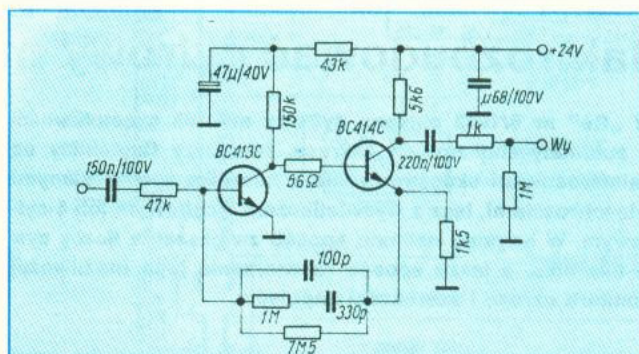 43k
+24V
47μ/40V
150k
5k6
μ68/100V
BC413C
BC414C
1k
Wy
150n/100V
220n/100V
47k
56Ω
1M
1k5
100p
1M
330p
7M5